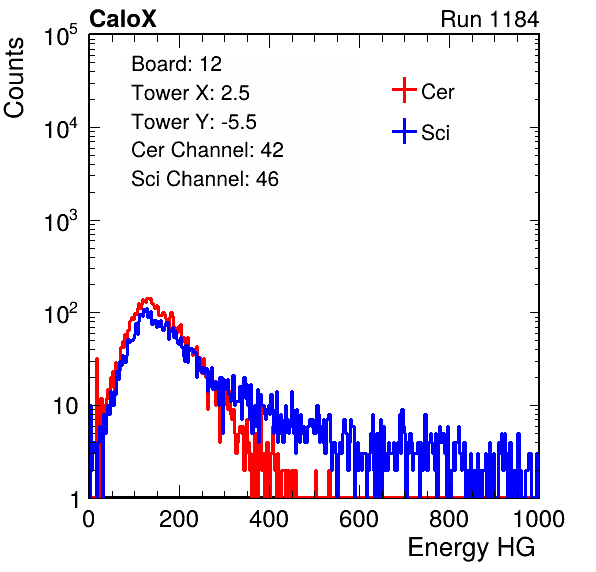 CaloX Run 1184
Counts
10^5
10^4
10^3
10^2
10
1
Board: 12
Tower X: 2.5
Tower Y: -5.5
Cer Channel: 42
Sci Channel: 46
Cer
Sci
0 200 400 600 800 1000
Energy HG